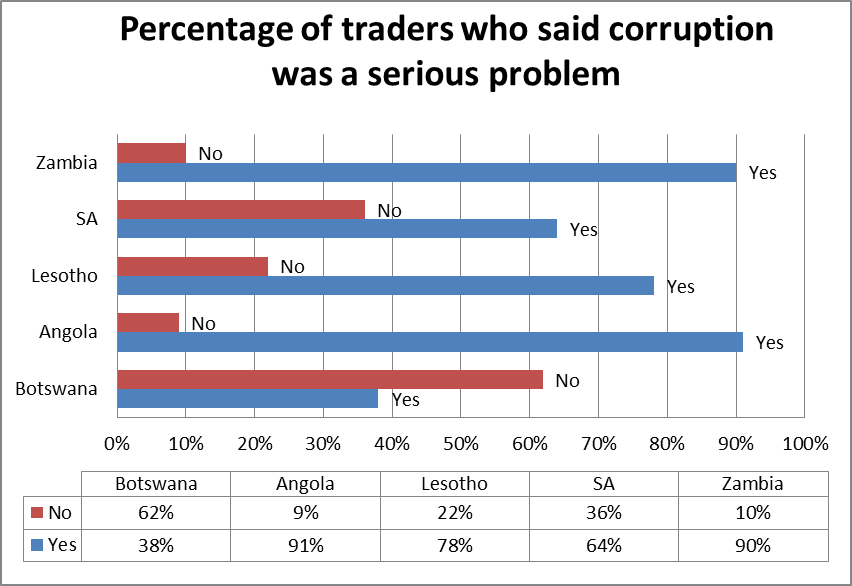 Percentage of traders who said corruption
was a serious problem
Zambia
No
Yes
SA
No
Yes
Lesotho
No
Yes
Angola
No
Yes
Botswana
No
Yes
0% 10% 20% 30% 40% 50% 60% 70% 80% 90% 100%
Botswana Angola Lesotho SA Zambia
No 62% 9% 22% 36% 10%
Yes 38% 91% 78% 64% 90%